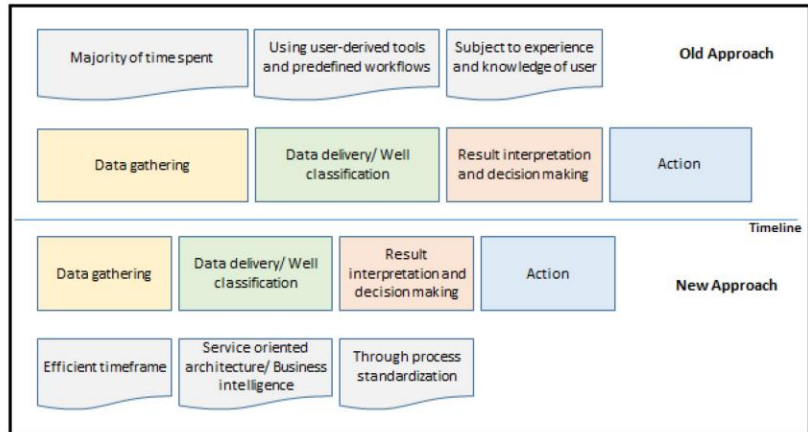 Majority of time spent
Using user-derived tools
and predefined workflows
Subject to experience
and knowledge of user
Old Approach
Data gathering
Data delivery/ Well
classification
Result interpretation
and decision making
Action
Timeline
Data gathering
Data delivery/ Well
classification
Result
interpretation and
decision making
Action
New Approach
Efficient timeframe
Service oriented
architecture/ Business
intelligence
Through process
standardization